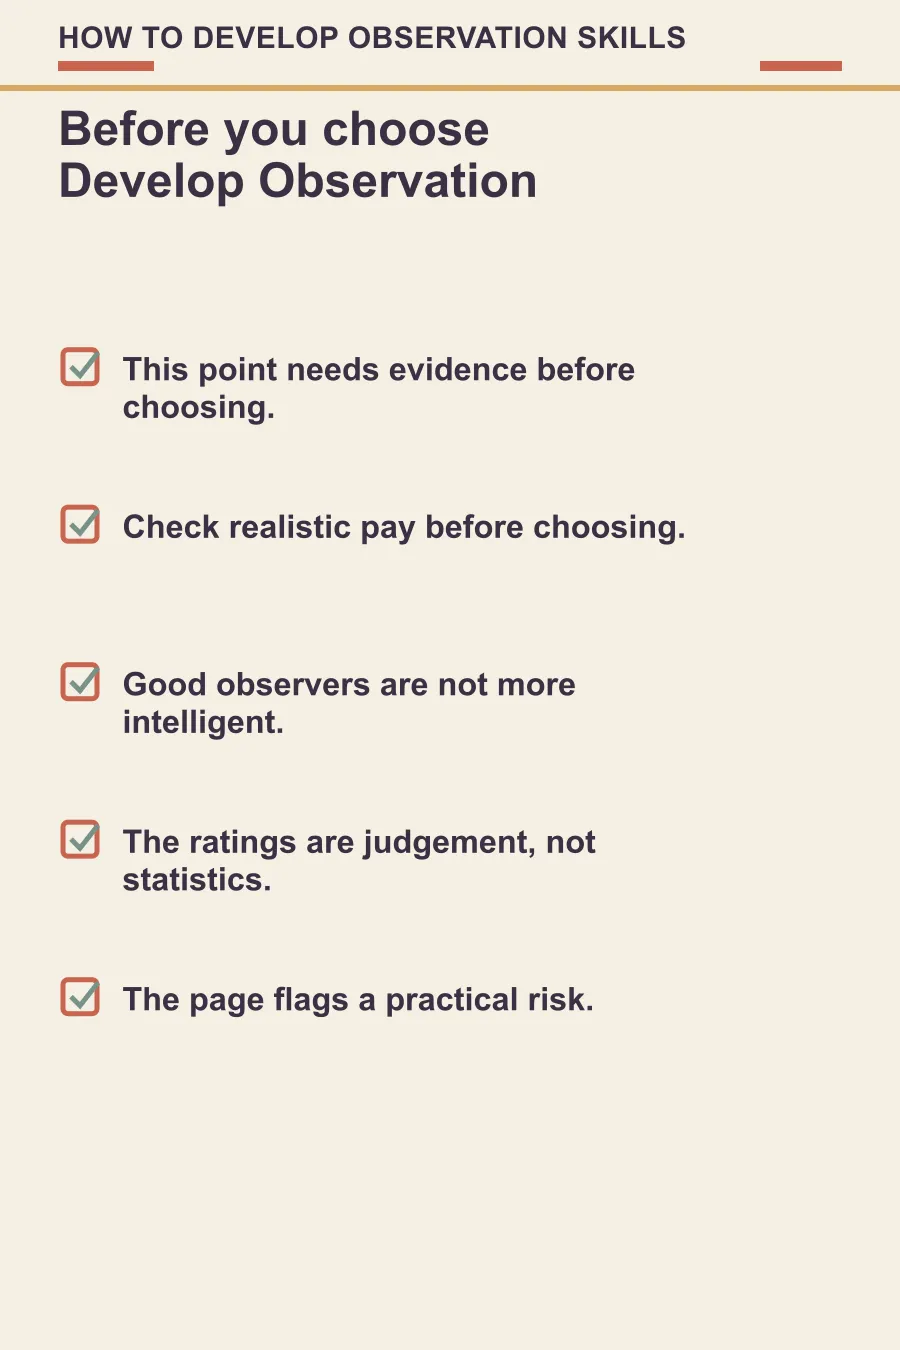 HOW TO DEVELOP OBSERVATION SKILLS
Before you choose
Develop Observation
This point needs evidence before
choosing.
Check realistic pay before choosing.
Good observers are not more
intelligent.
The ratings are judgement, not
statistics.
The page flags a practical risk.